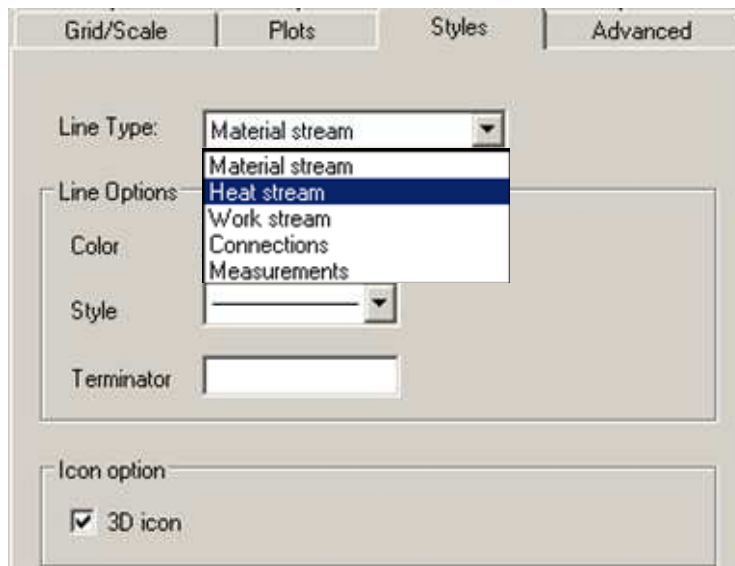 Grid/Scale Plots Styles Advanced
Line Type: Material stream
Material stream
Line Options Heat stream
Work stream
Color Connections
Measurements
Style
Terminator
Icon option
3D icon